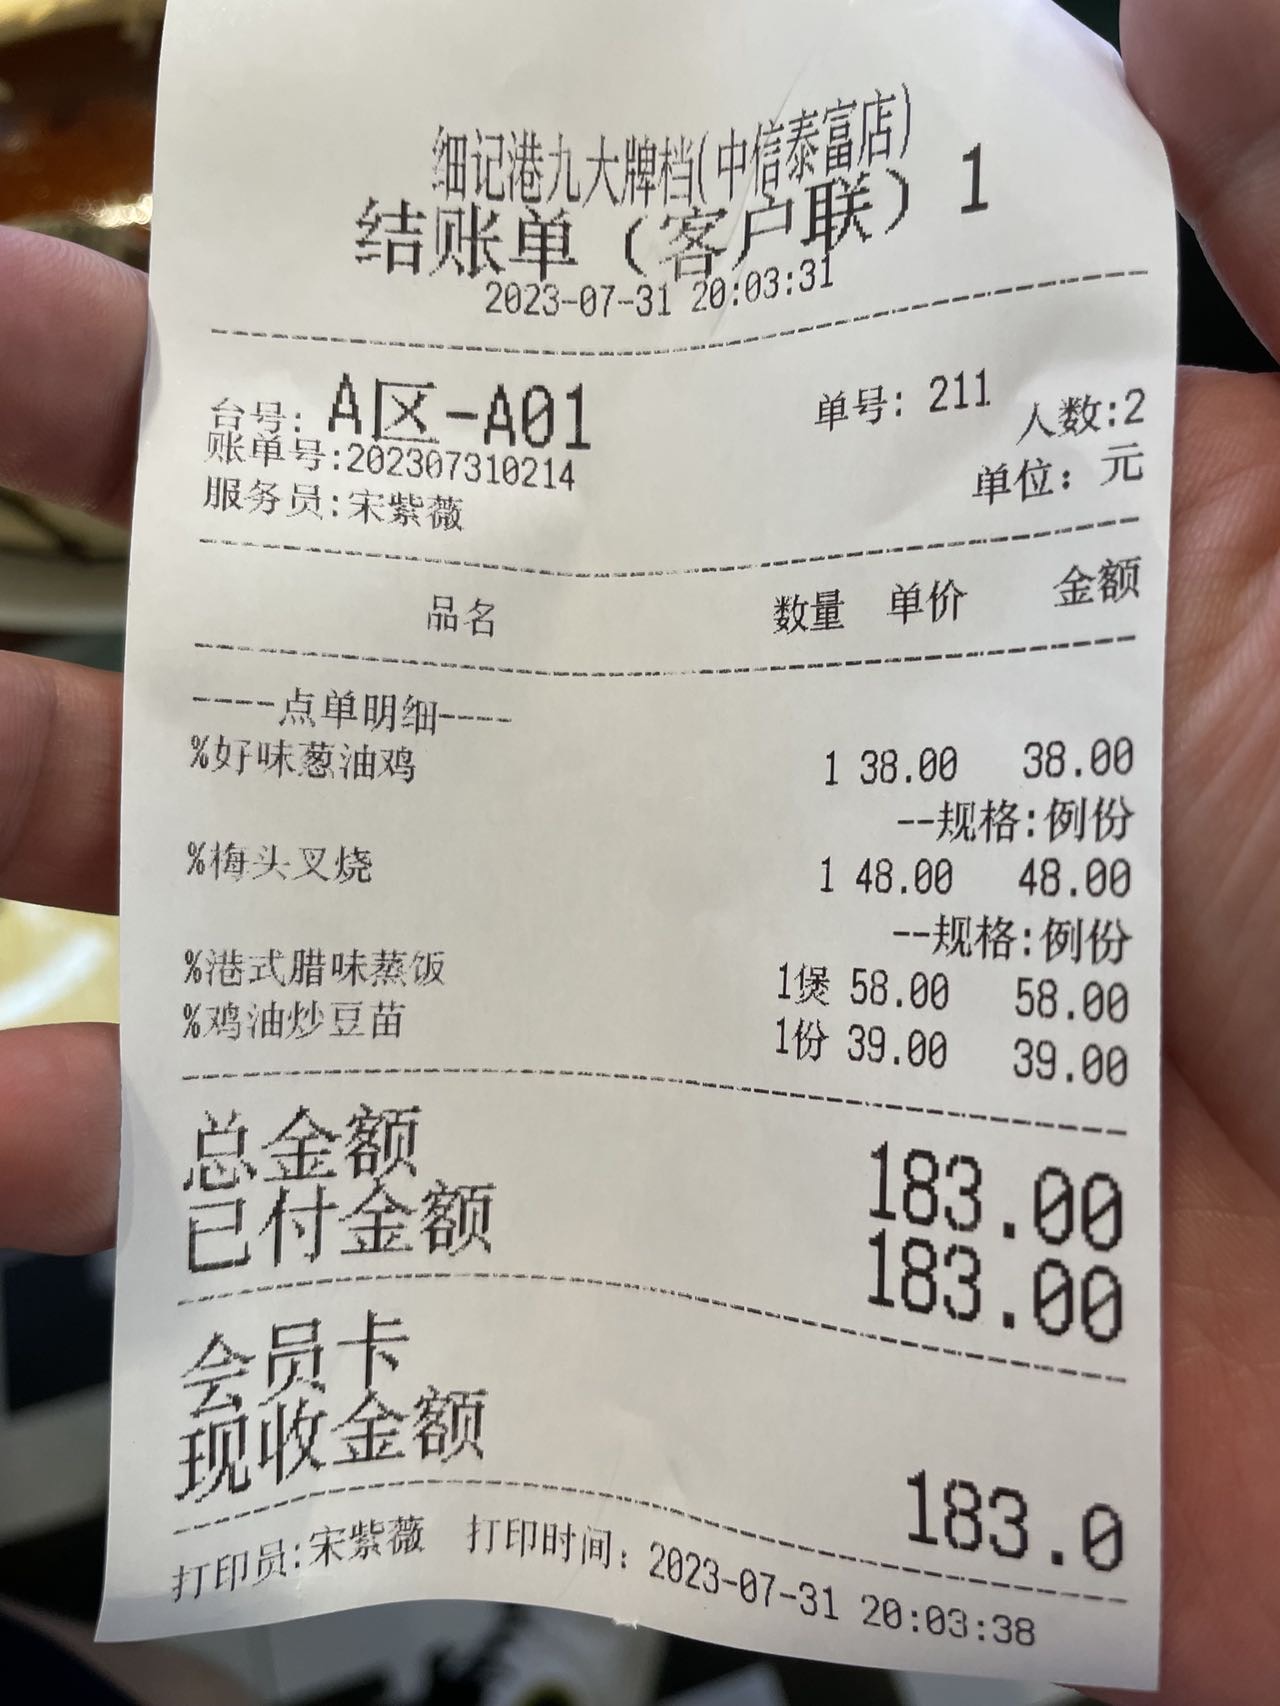 细记港九大牌档(中信泰富店)
结账单（客户联）1
2023-07-31 20:03:31
台号: A区-A01 单号: 211 人数:2
账单号:202307310214 单位: 元
服务员:宋紫薇
品名 数量 单价 金额
----点单明细----
%好味葱油鸡 1 38.00 38.00
--规格:例份
%梅头叉烧 1 48.00 48.00
--规格:例份
%港式腊味蒸饭 1煲 58.00 58.00
%鸡油炒豆苗 1份 39.00 39.00
总金额 183.00
已付金额 183.00
会员卡
现收金额 183.0
打印员:宋紫薇 打印时间: 2023-07-31 20:03:38